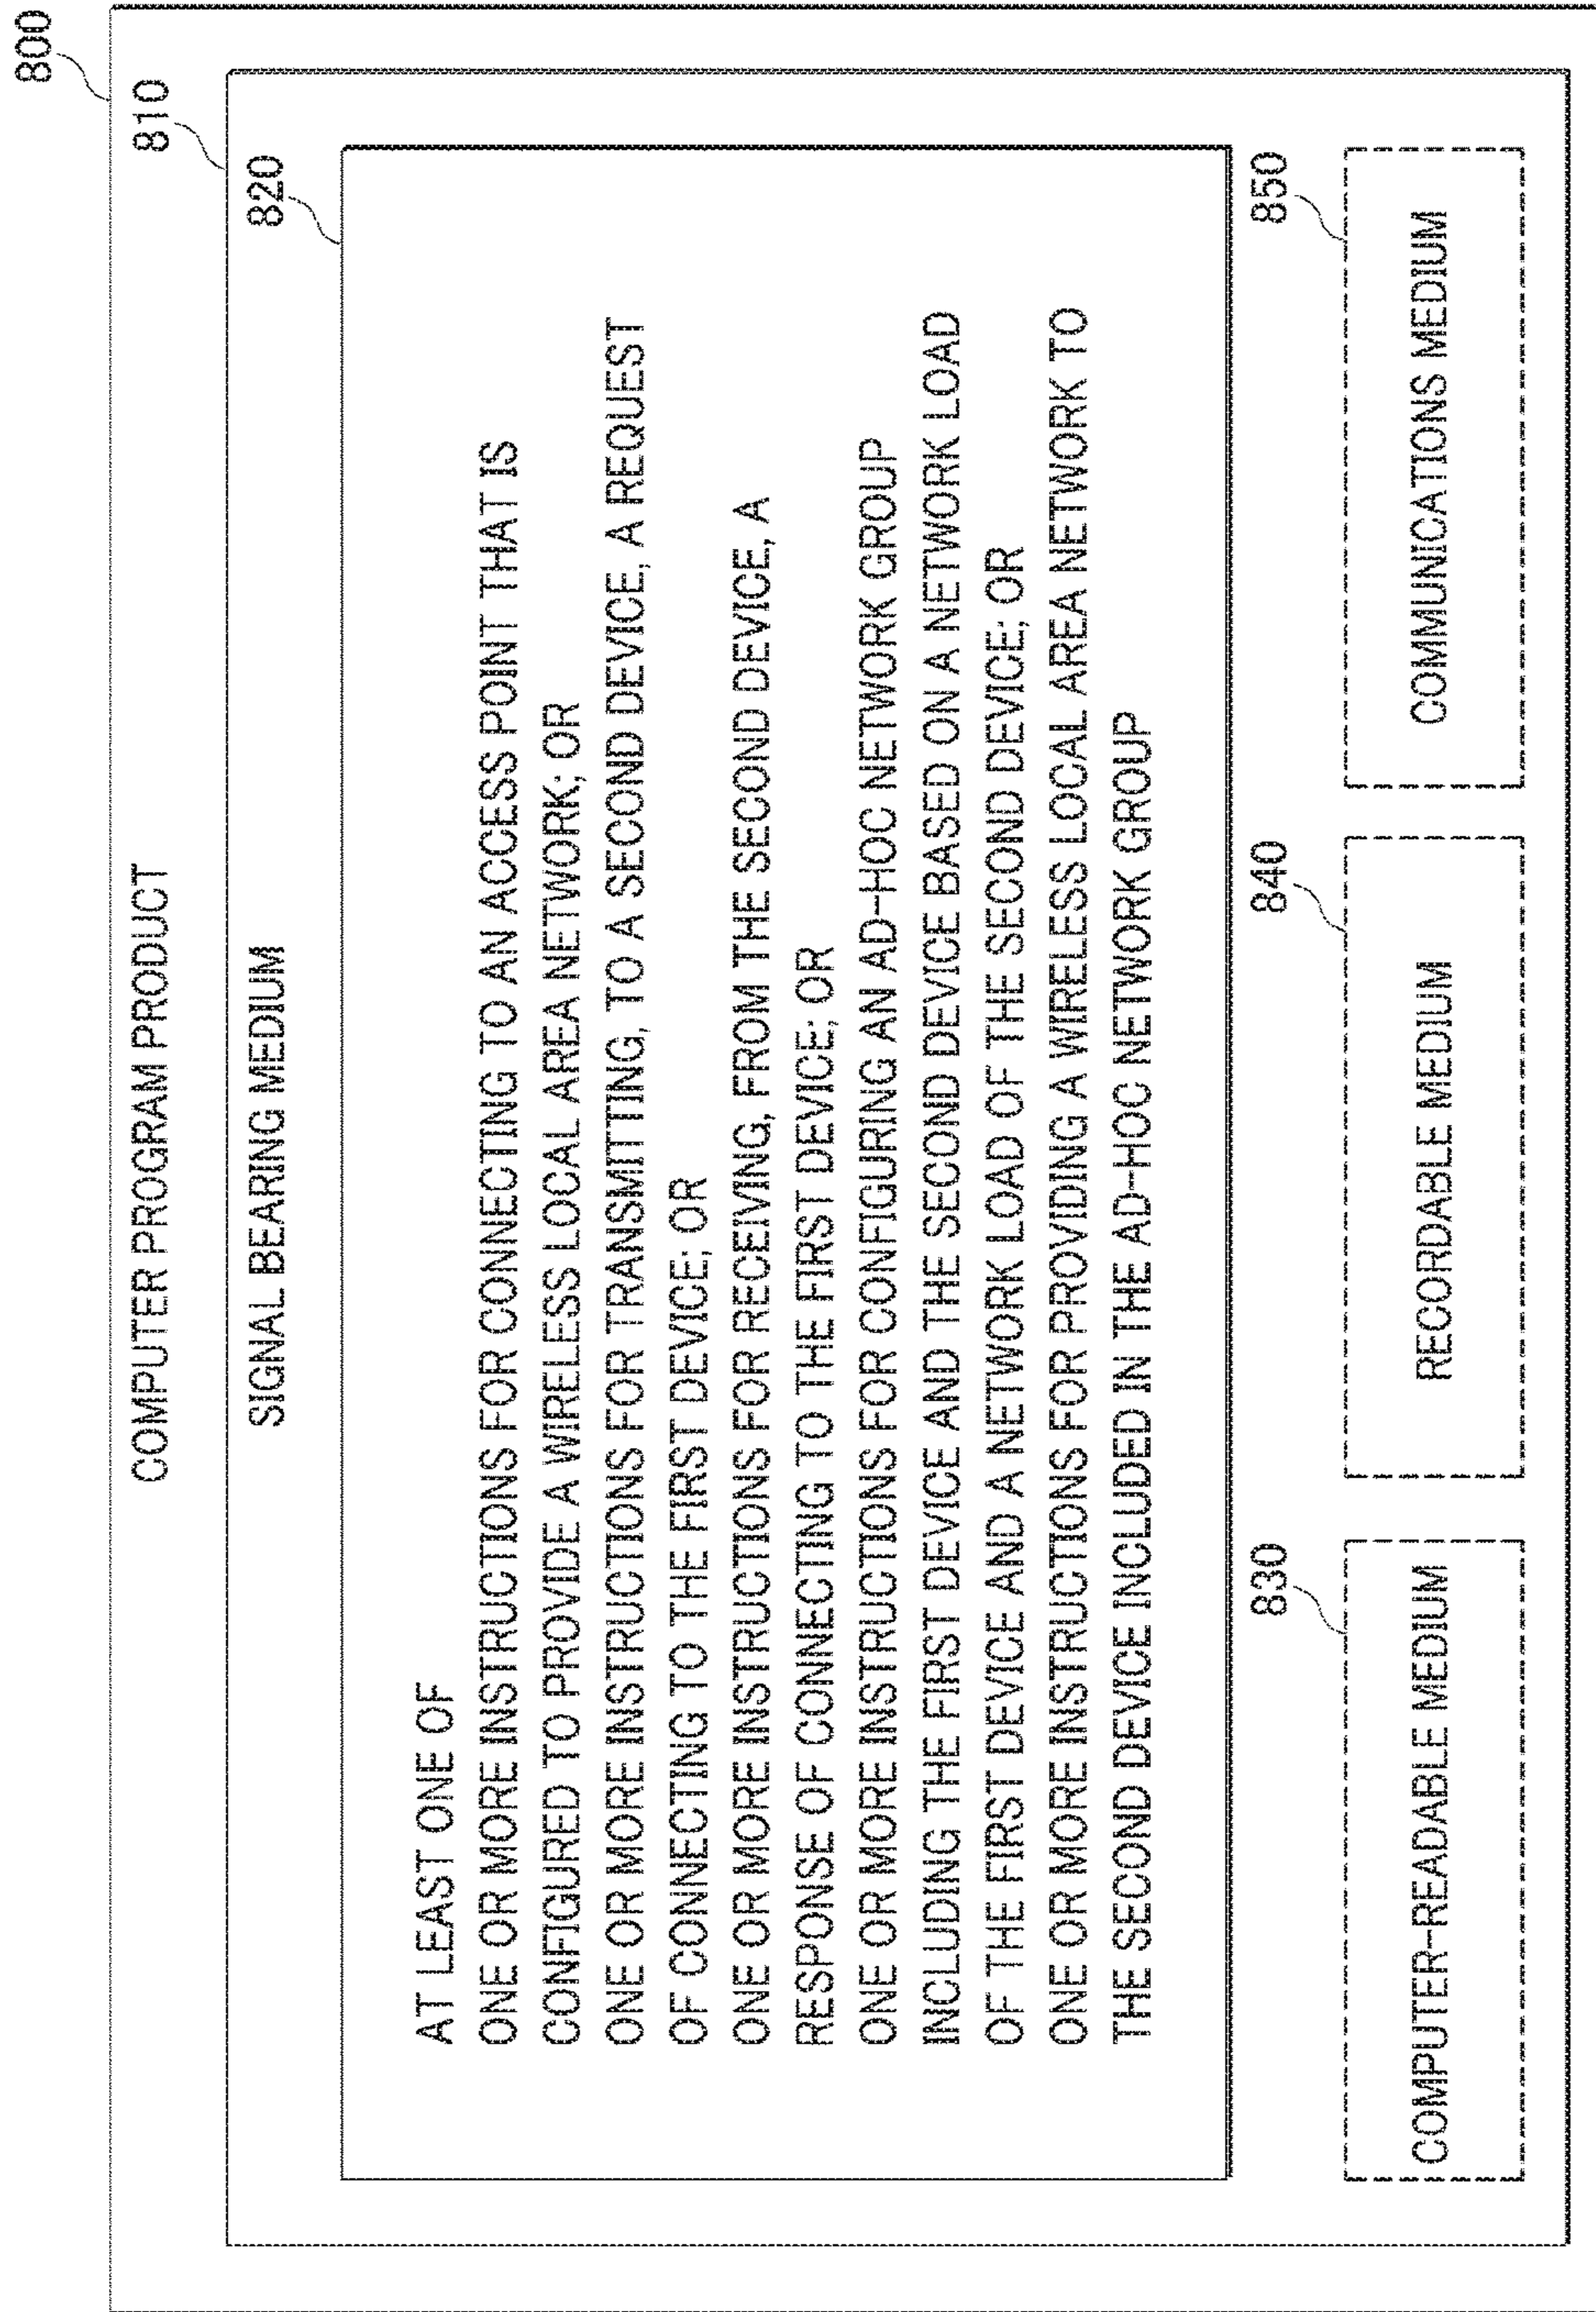 800
COMPUTER PROGRAM PRODUCT
810
SIGNAL BEARING MEDIUM
820
AT LEAST ONE OF
ONE OR MORE INSTRUCTIONS FOR CONNECTING TO AN ACCESS POINT THAT IS
CONFIGURED TO PROVIDE A WIRELESS LOCAL AREA NETWORK; OR
ONE OR MORE INSTRUCTIONS FOR TRANSMITTING, TO A SECOND DEVICE, A REQUEST
OF CONNECTING TO THE FIRST DEVICE; OR
ONE OR MORE INSTRUCTIONS FOR RECEIVING, FROM THE SECOND DEVICE, A
RESPONSE OF CONNECTING TO THE FIRST DEVICE; OR
ONE OR MORE INSTRUCTIONS FOR CONFIGURING AN AD-HOC NETWORK GROUP
INCLUDING THE FIRST DEVICE AND THE SECOND DEVICE BASED ON A NETWORK LOAD
OF THE FIRST DEVICE AND A NETWORK LOAD OF THE SECOND DEVICE; OR
ONE OR MORE INSTRUCTIONS FOR PROVIDING A WIRELESS LOCAL AREA NETWORK TO
THE SECOND DEVICE INCLUDED IN THE AD-HOC NETWORK GROUP
830
COMPUTER-READABLE MEDIUM
840
RECORDABLE MEDIUM
850
COMMUNICATIONS MEDIUM